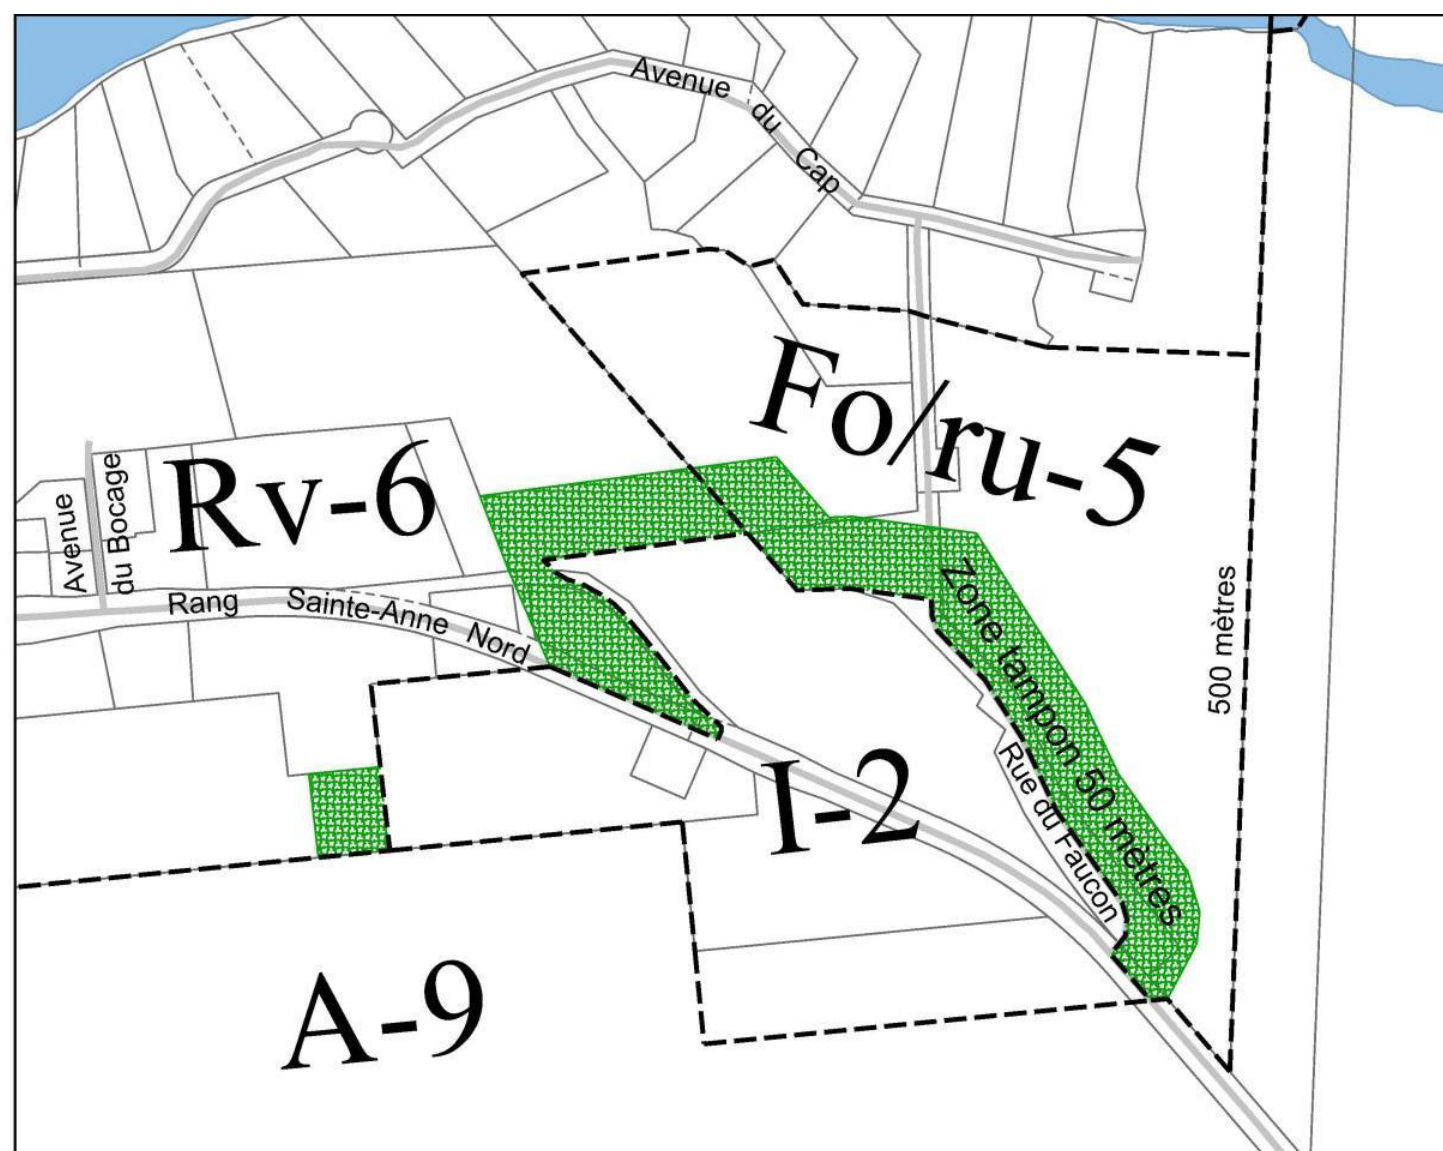 Avenue du Cap
Fo/ru-5
Rv-6
Avenue
du Bocage
Rang Sainte-Anne Nord
Zone tampon 50 mètres
500 mètres
Rue du Faucon
I-2
A-9